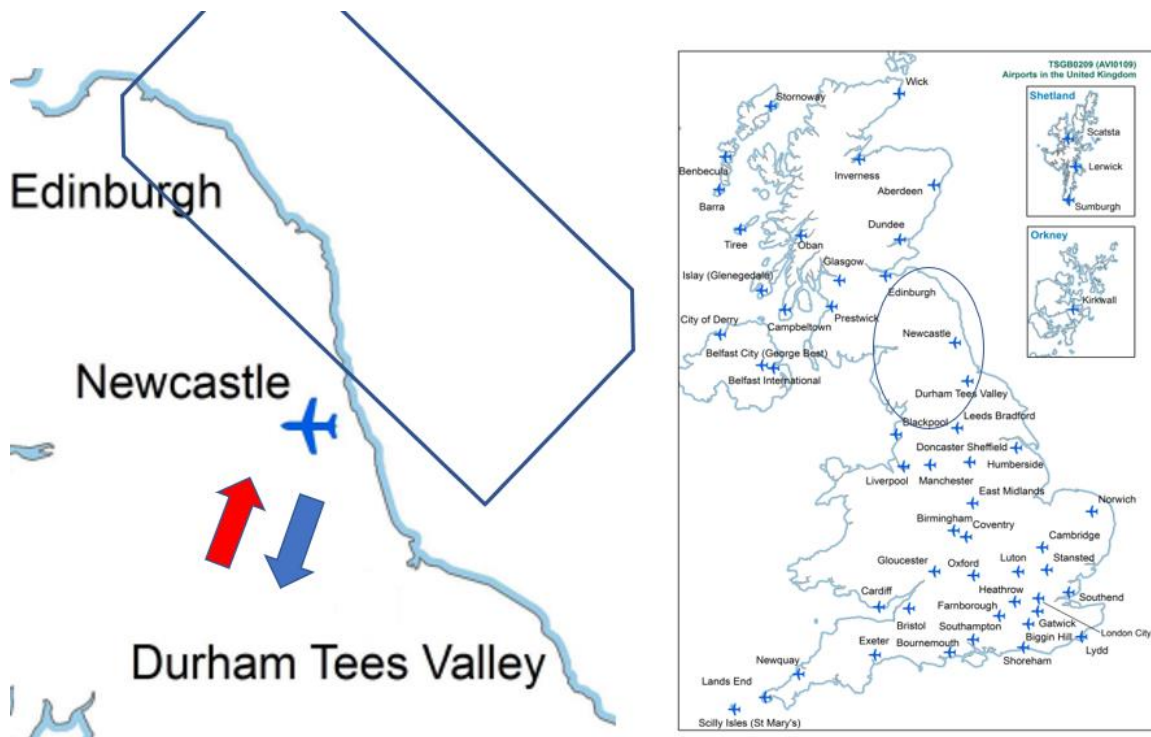 Edinburgh
Newcastle
Durham Tees Valley
TSGB0209 (AVI0109)
Airports in the United Kingdom
Wick
Stornoway
Shetland
Scatsta
Lerwick
Sumburgh
Benbecula
Barra
Inverness
Aberdeen
Tiree
Oban
Dundee
Orkney
Kirkwall
Islay (Glenegedale)
Glasgow
Edinburgh
City of Derry
Campbeltown
Prestwick
Newcastle
Belfast City (George Best)
Belfast International
Durham Tees Valley
Blackpool
Leeds Bradford
Doncaster Sheffield
Liverpool
Manchester
Humberside
East Midlands
Norwich
Birmingham
Coventry
Cambridge
Gloucester
Oxford
Luton
Stansted
Cardiff
Heathrow
Southend
Bristol
Farnborough
Gatwick
London City
Southampton
Biggin Hill
Exeter
Bournemouth
Shoreham
Lydd
Newquay
Lands End
Scilly Isles (St Mary's)